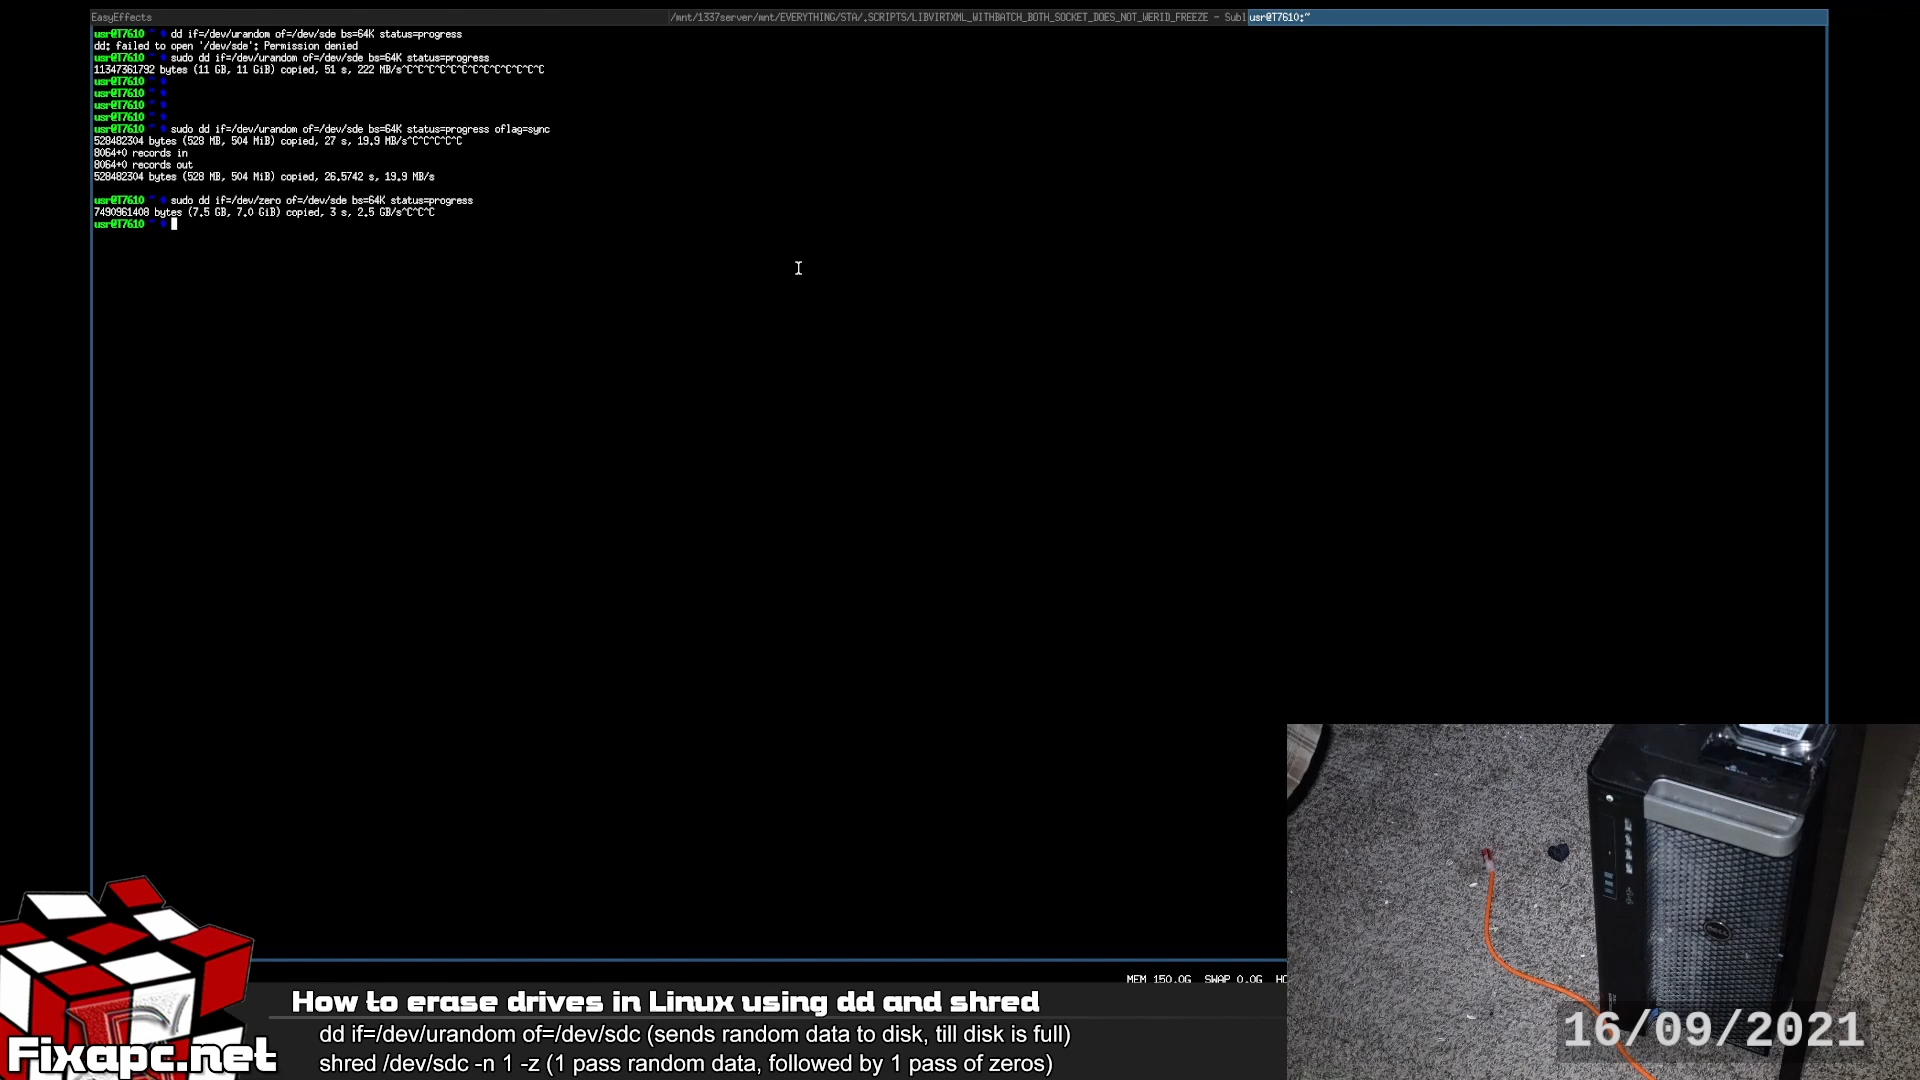 EasyEffects
/mnt/1337server/mnt/EVERYTHING/STA/.SCRIPTS/LIBVIRTXML_WITHBATCH_BOTH_SOCKET_DOES_NOT_WERID_FREEZE - Subl
usr@T7610:~
usr@T7610 ~ $ dd if=/dev/urandom of=/dev/sde bs=64K status=progress
dd: failed to open '/dev/sde': Permission denied
usr@T7610 ~ $ sudo dd if=/dev/urandom of=/dev/sde bs=64K status=progress
11347361792 bytes (11 GB, 11 GiB) copied, 51 s, 222 MB/s^C^C^C^C^C^C^C^C^C^C^C^C^C
usr@T7610 ~ $
usr@T7610 ~ $
usr@T7610 ~ $
usr@T7610 ~ $
usr@T7610 ~ $ sudo dd if=/dev/urandom of=/dev/sde bs=64K status=progress oflag=sync
528482304 bytes (528 MB, 504 MiB) copied, 27 s, 19.9 MB/s^C^C^C^C^C
8064+0 records in
8064+0 records out
528482304 bytes (528 MB, 504 MiB) copied, 26.5742 s, 19.9 MB/s
usr@T7610 ~ $ sudo dd if=/dev/zero of=/dev/sde bs=64K status=progress
7490961408 bytes (7.5 GB, 7.0 GiB) copied, 3 s, 2.5 GB/s^C^C^C
usr@T7610 ~ $
MEM 150.0G SWAP 0.0G
How to erase drives in Linux using dd and shred
dd if=/dev/urandom of=/dev/sdc (sends random data to disk, till disk is full)
shred /dev/sdc -n 1 -z (1 pass random data, followed by 1 pass of zeros)
Fixapc.net
16/09/2021